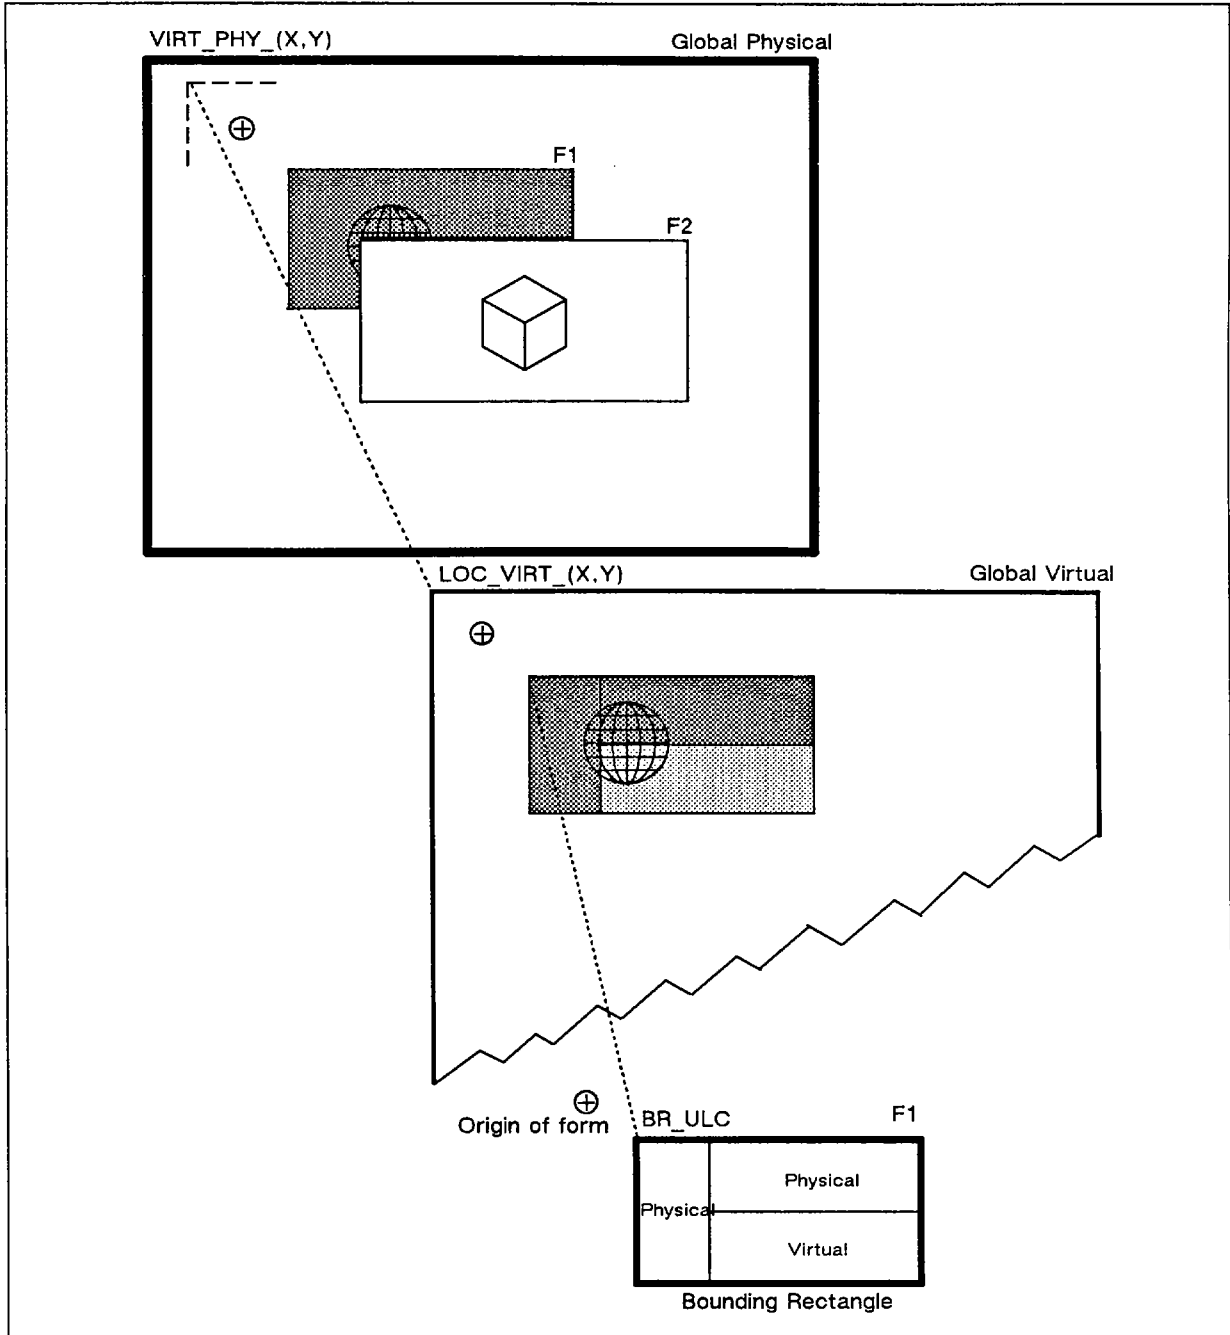 VIRT_PHY_(X,Y) Global Physical
F1
F2
LOC_VIRT_(X,Y) Global Virtual
Origin of form BR_ULC F1
Physical
Physical
Virtual
Bounding Rectangle